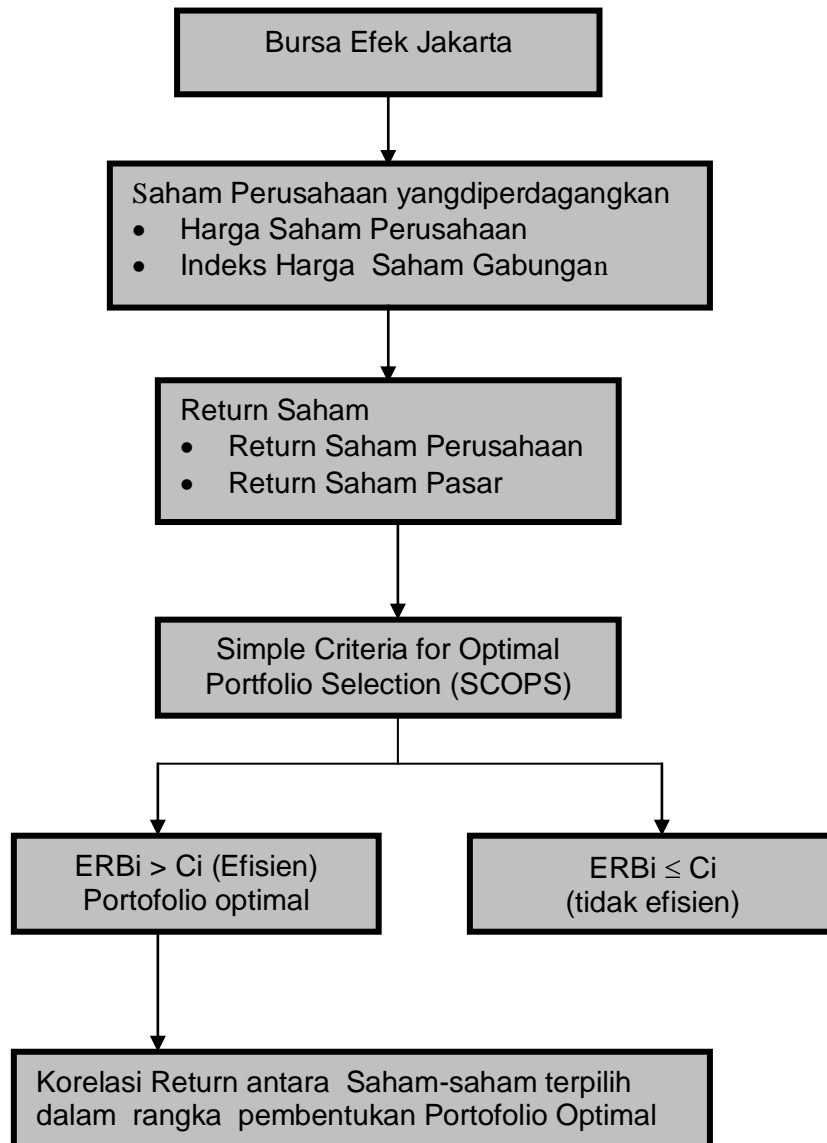 Bursa Efek Jakarta
Saham Perusahaan yangdiperdagangkan
• Harga Saham Perusahaan
• Indeks Harga Saham Gabungan
Return Saham
• Return Saham Perusahaan
• Return Saham Pasar
Simple Criteria for Optimal
Portfolio Selection (SCOPS)
ERBi > Ci (Efisien)
Portofolio optimal
ERBi ≤ Ci
(tidak efisien)
Korelasi Return antara Saham-saham terpilih
dalam rangka pembentukan Portofolio Optimal